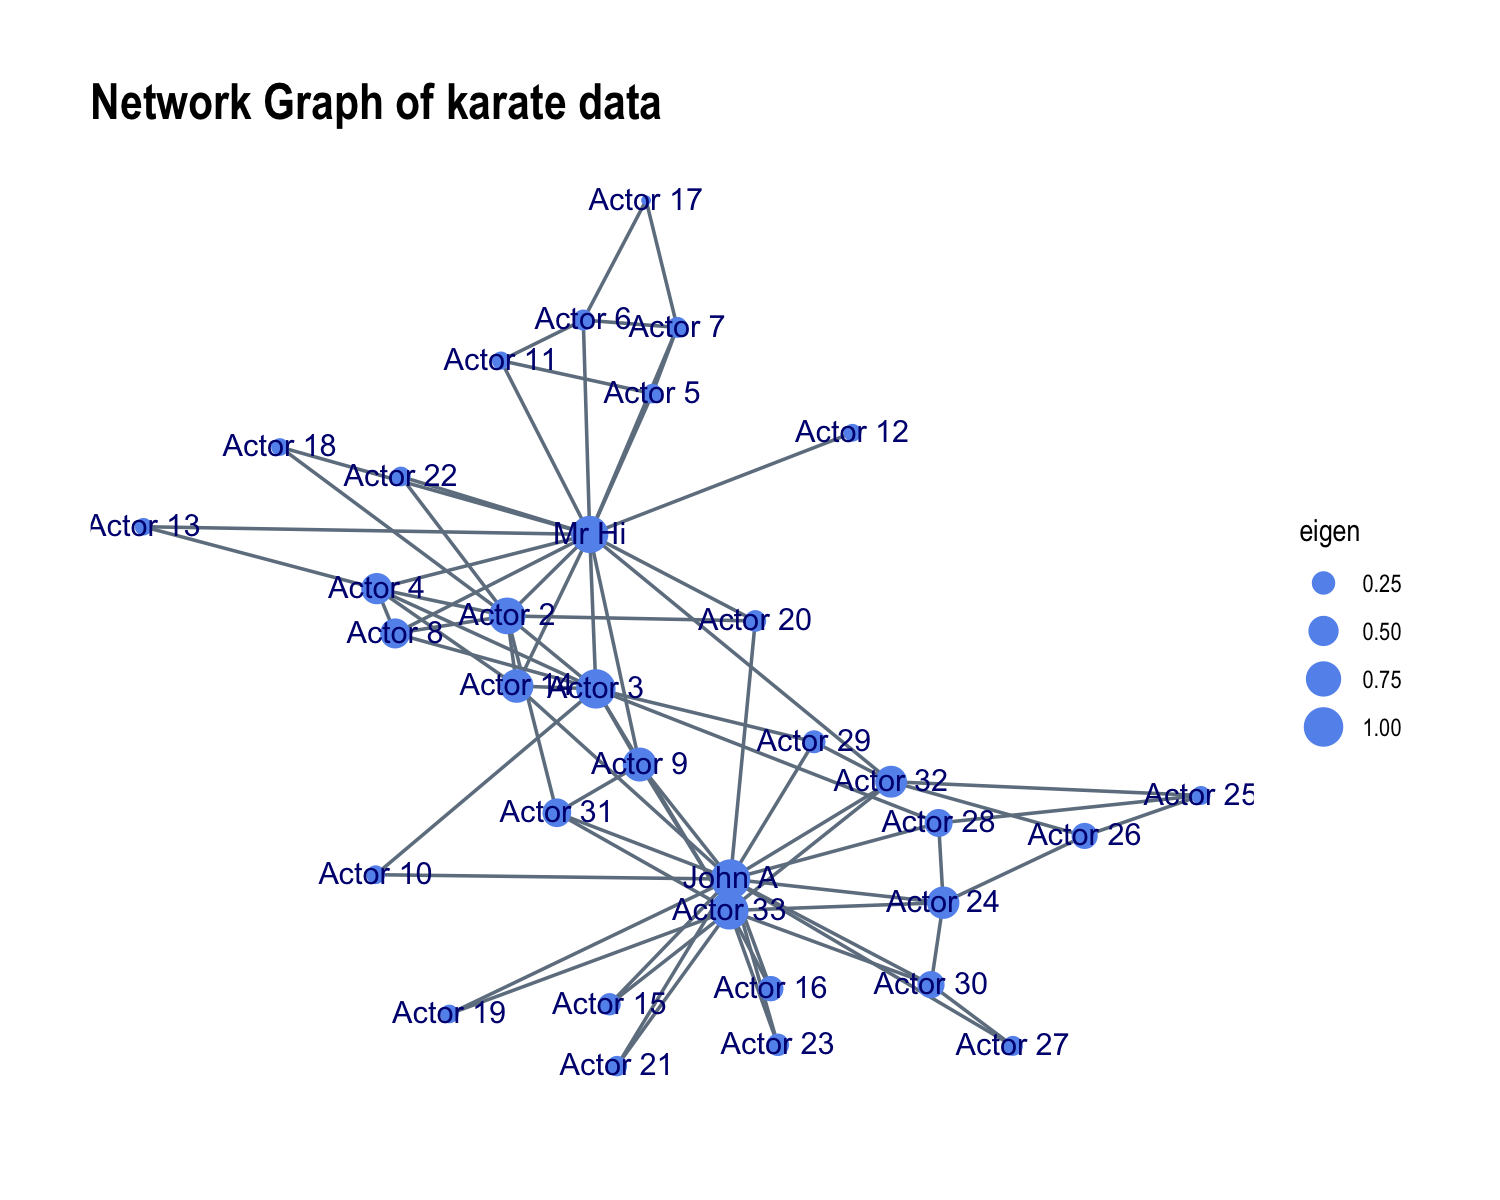 Network Graph of karate data
Actor 17
Actor 6
Actor 7
Actor 11
Actor 5
Actor 12
Actor 18
Actor 22
Actor 13
Mr Hi
Actor 4
Actor 2
Actor 20
Actor 8
Actor 14
Actor 3
Actor 29
Actor 9
Actor 32
Actor 25
Actor 31
Actor 28
Actor 26
Actor 10
John A
Actor 33
Actor 24
Actor 16
Actor 30
Actor 15
Actor 19
Actor 23
Actor 27
Actor 21
eigen
0.25
0.50
0.75
1.00